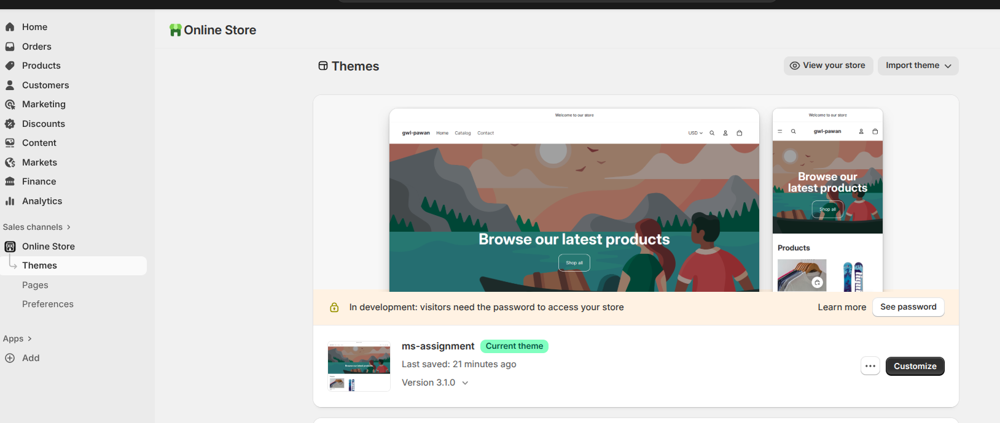 Home
Orders
Products
Customers
Marketing
Discounts
Content
Markets
Finance
Analytics
Sales channels
Online Store
Themes
Pages
Preferences
Apps
Add
Online Store
Themes
View your store
Import theme
Welcome to our store
gwl-pawan Home Catalog Contact USD
Browse our latest products
Shop all
Welcome to our store
gwl-pawan
Browse our
latest products
Shop all
Products
In development: visitors need the password to access your store
Learn more
See password
ms-assignment Current theme
Last saved: 21 minutes ago
Version 3.1.0
Customize
Browse our latest products